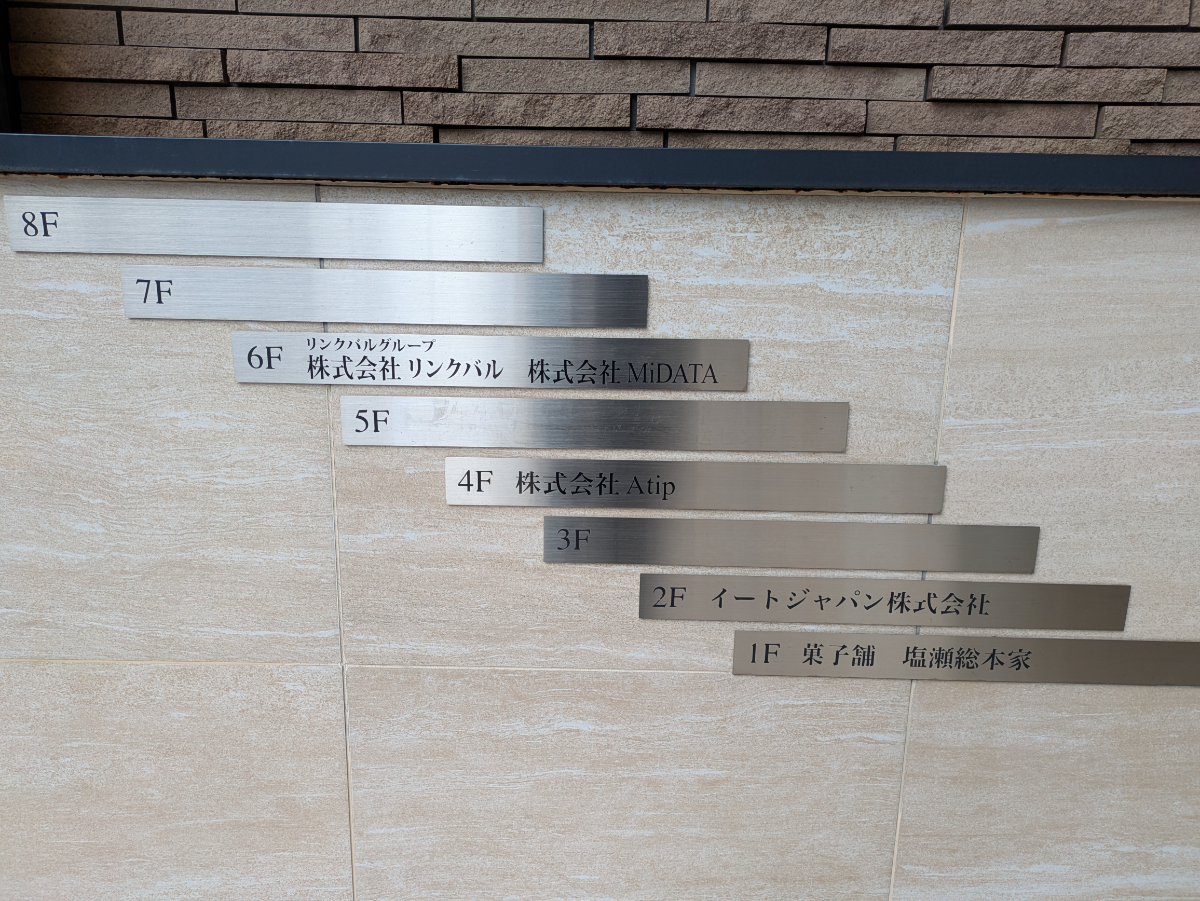 8F
7F
リンクバルグループ
6F 株式会社リンクバル 株式会社MiDATA
5F
4F 株式会社Atip
3F
2F イートジャパン株式会社
1F 菓子舗 塩瀬総本家